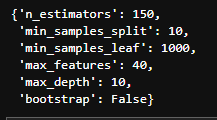 {'n_estimators': 150,
 'min_samples_split': 10,
 'min_samples_leaf': 1000,
 'max_features': 40,
 'max_depth': 10,
 'bootstrap': False}